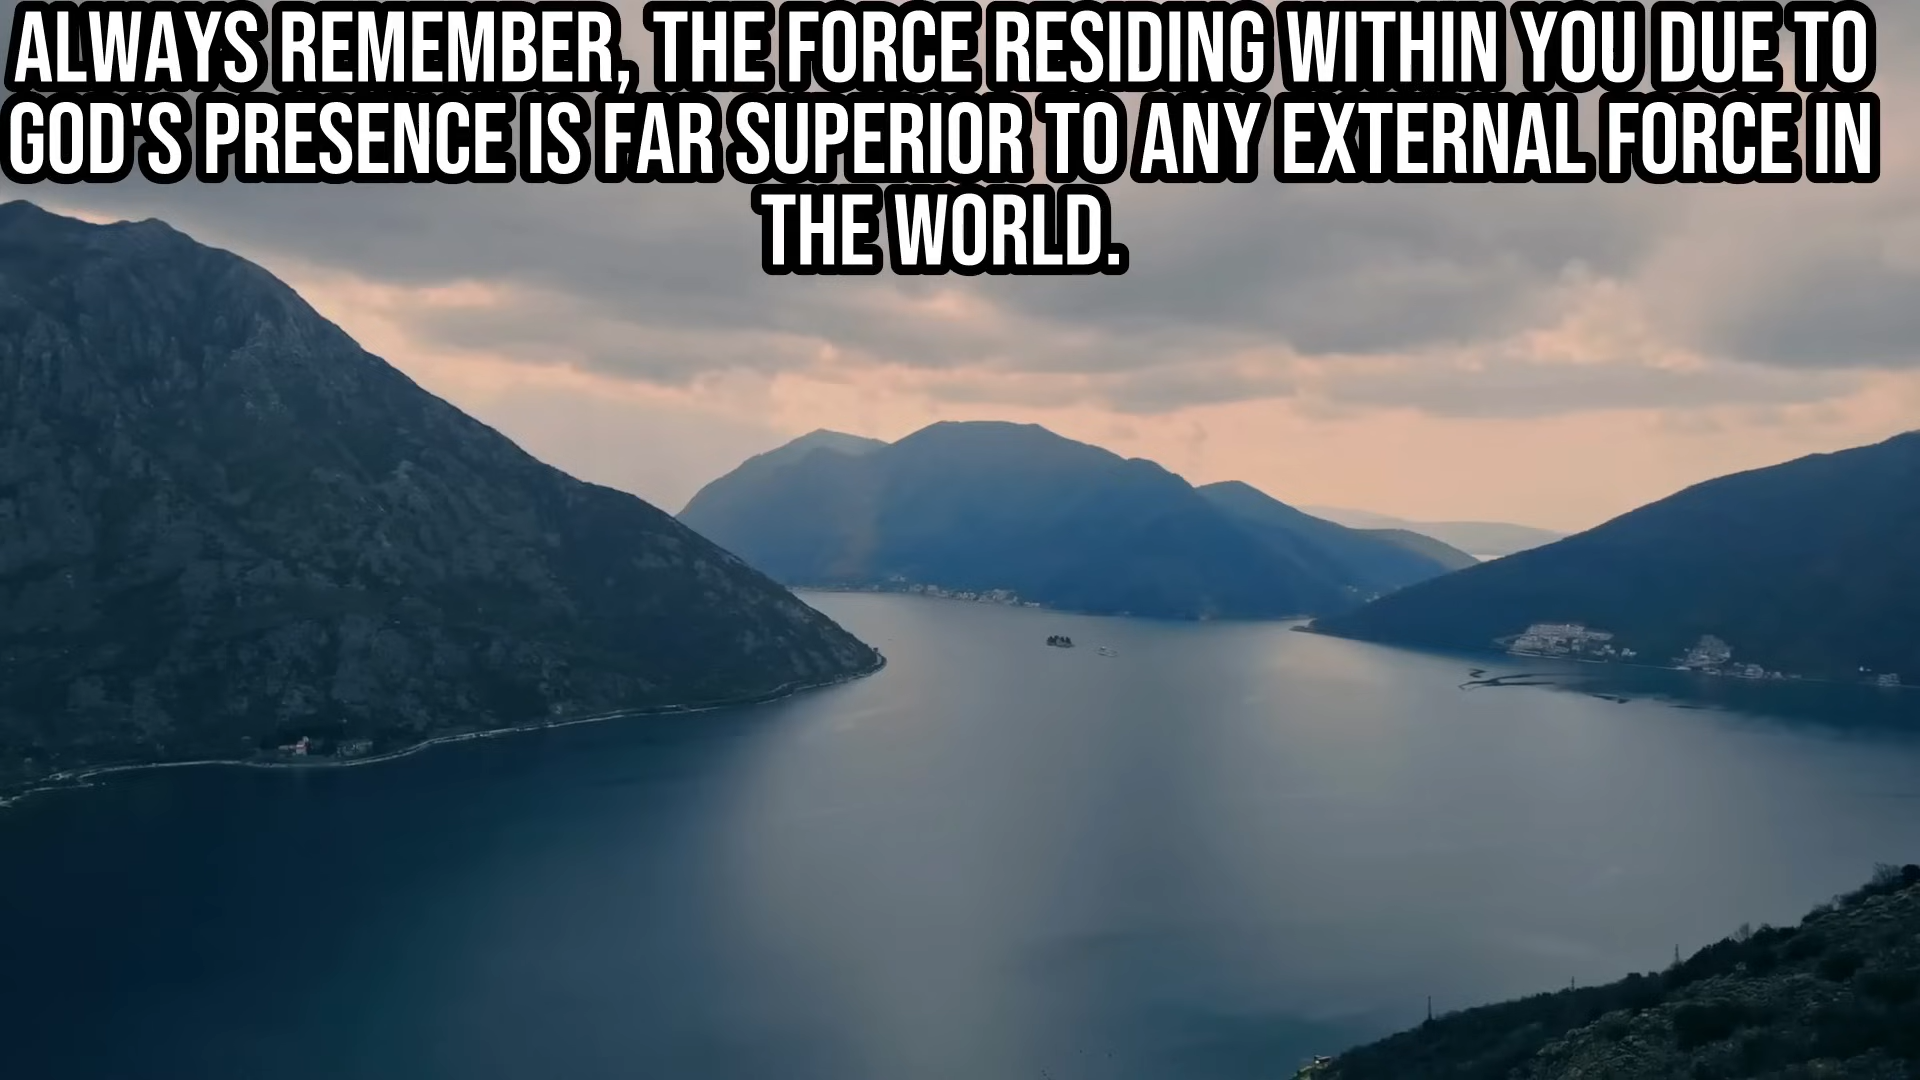 ALWAYS REMEMBER, THE FORCE RESIDING WITHIN YOU DUE TO
GOD'S PRESENCE IS FAR SUPERIOR TO ANY EXTERNAL FORCE IN
THE WORLD.